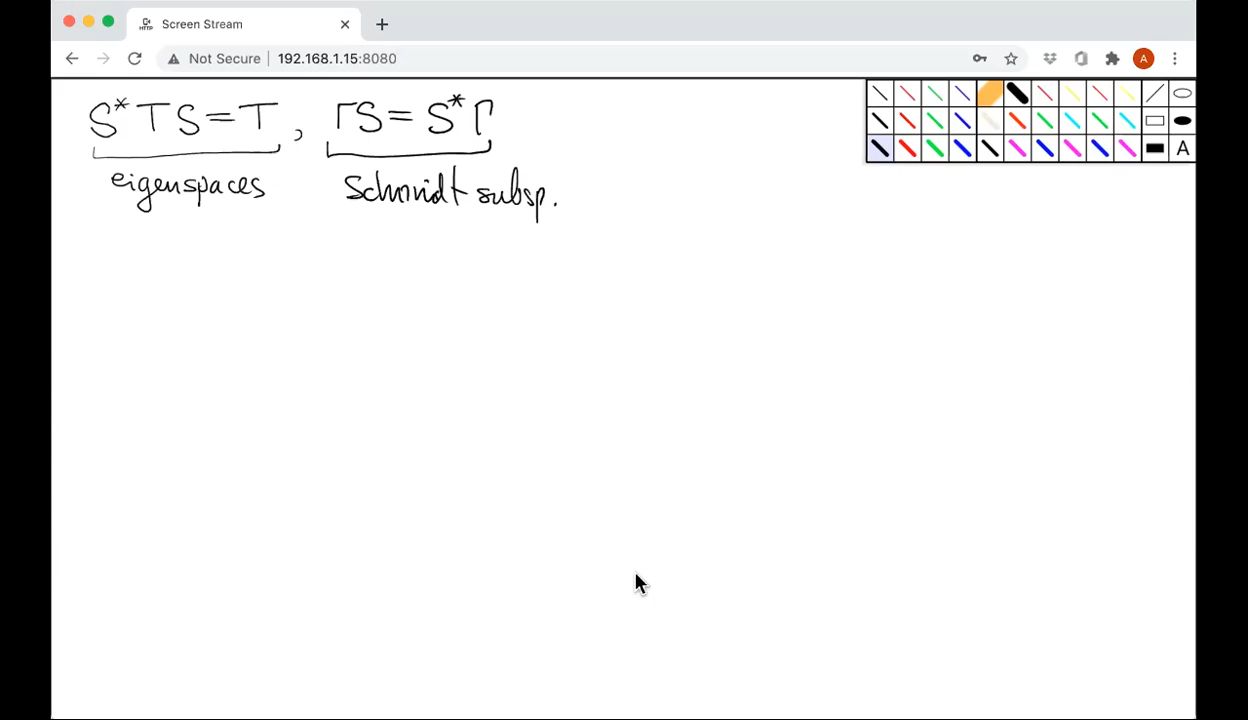 Screen Stream
Not Secure | 192.168.1.15:8080
A
A
S*TS=T, ΓS=S*Γ
eigenspaces
Schmidt subsp.